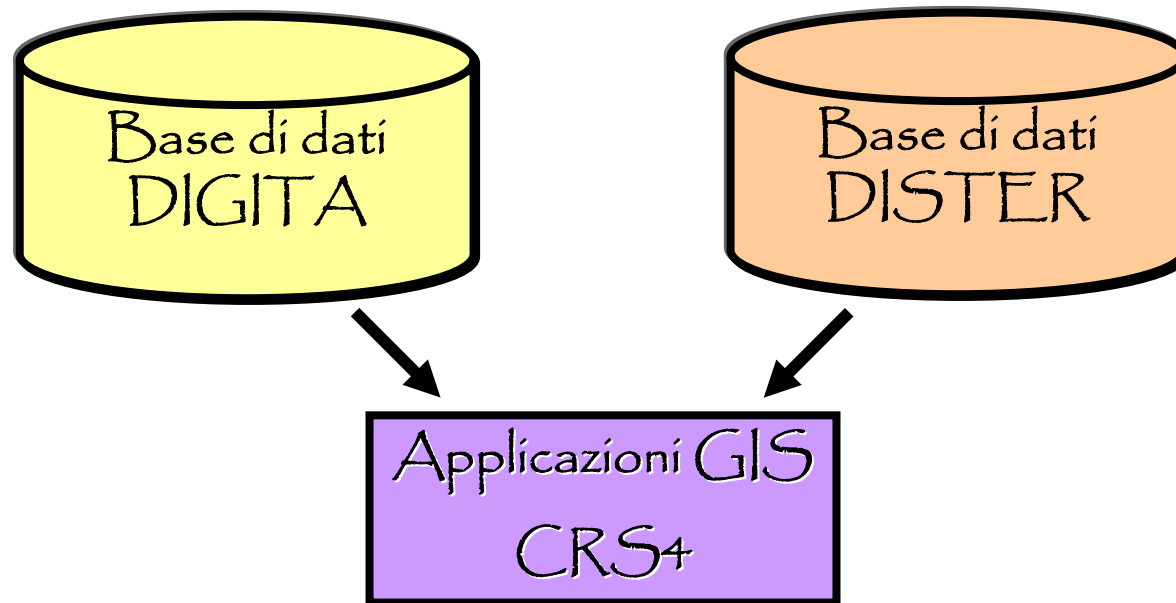 Base di dati
DIGITA
Base di dati
DISTER
Applicazioni GIS
CRS4